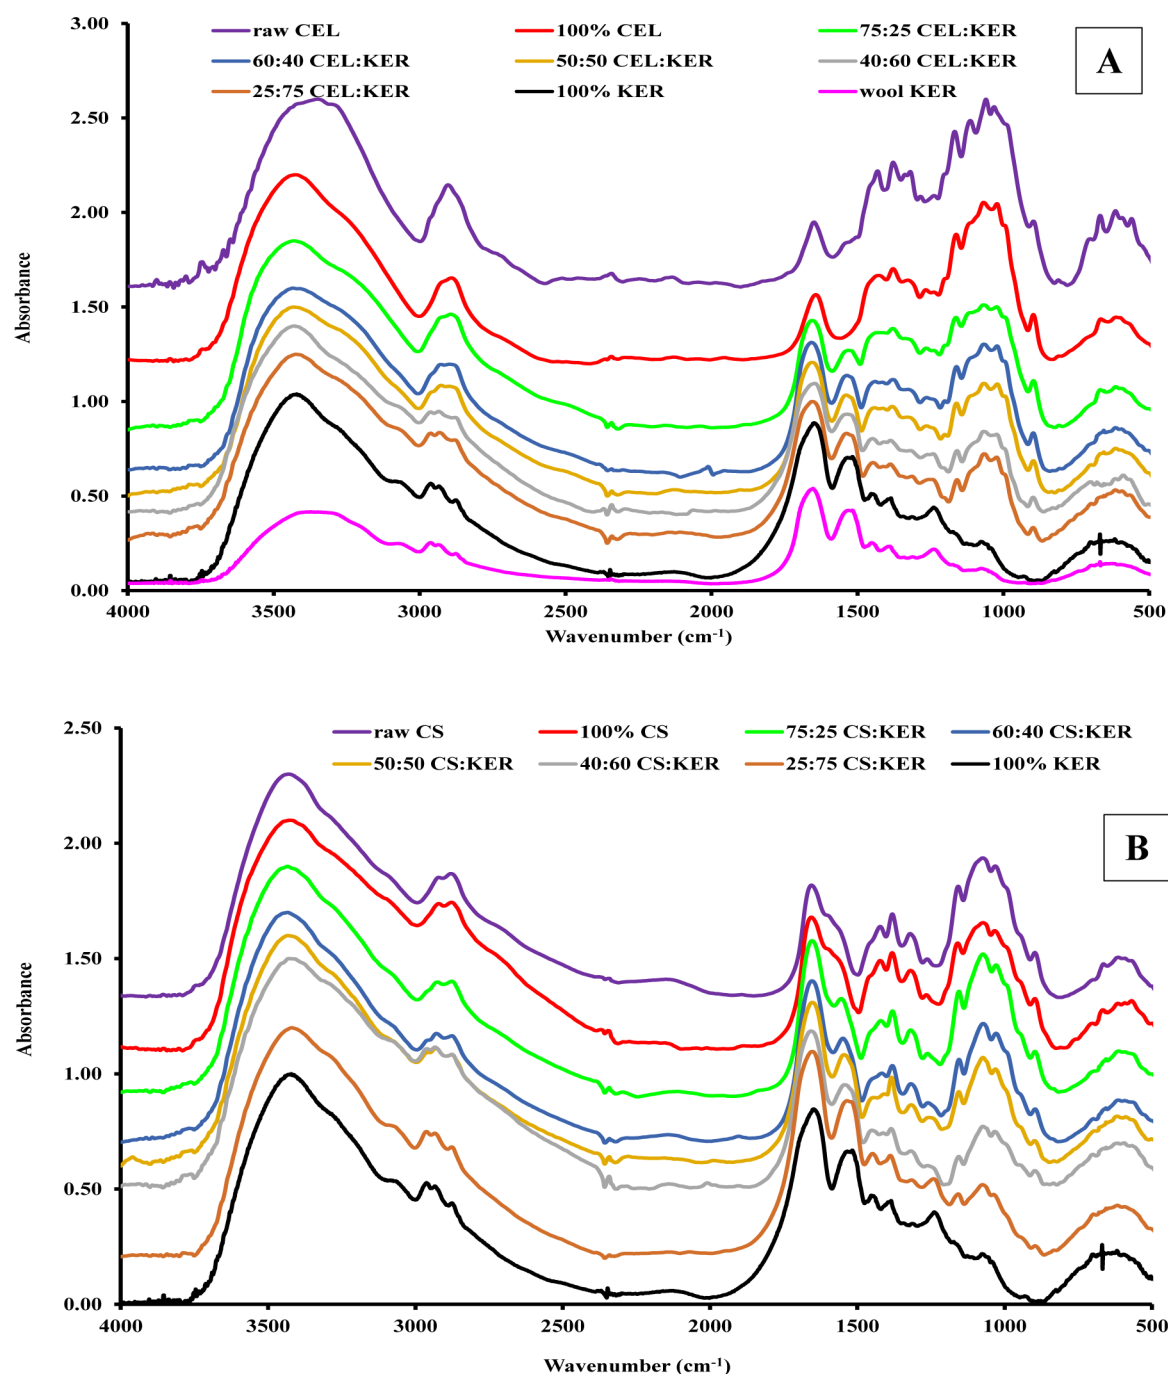 3.00
raw CEL 100% CEL 75:25 CEL:KER
A
60:40 CEL:KER 50:50 CEL:KER 40:60 CEL:KER
25:75 CEL:KER 100% KER wool KER
2.50
2.00
1.50
1.00
0.50
0.00
Absorbance
4000 3500 3000 2500 2000 1500 1000 500
Wavenumber (cm-1)
2.50
raw CS 100% CS 75:25 CS:KER 60:40 CS:KER
50:50 CS:KER 40:60 CS:KER 25:75 CS:KER 100% KER
B
2.00
1.50
1.00
0.50
0.00
Absorbance
4000 3500 3000 2500 2000 1500 1000 500
Wavenumber (cm-1)